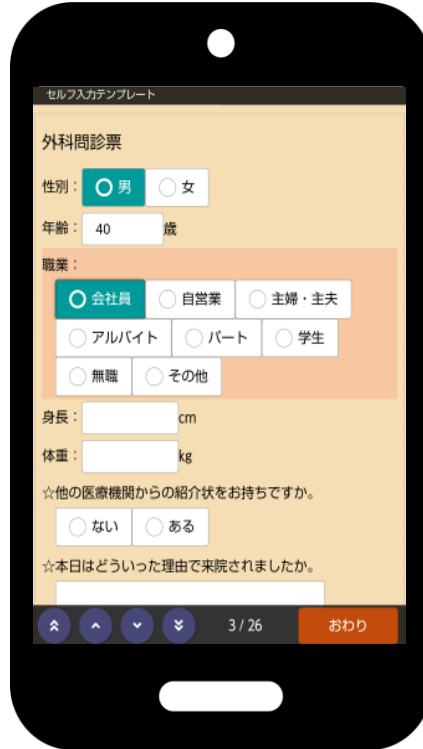 セルフ入力テンプレート
外科問診票
性別： 男 女
年齢： 40 歳
職業：
会社員 自営業 主婦・主夫
アルバイト パート 学生
無職 その他
身長： cm
体重： kg
☆他の医療機関からの紹介状をお持ちですか。
ない ある
☆本日はどういった理由で来院されましたか。
3 / 26 おわり